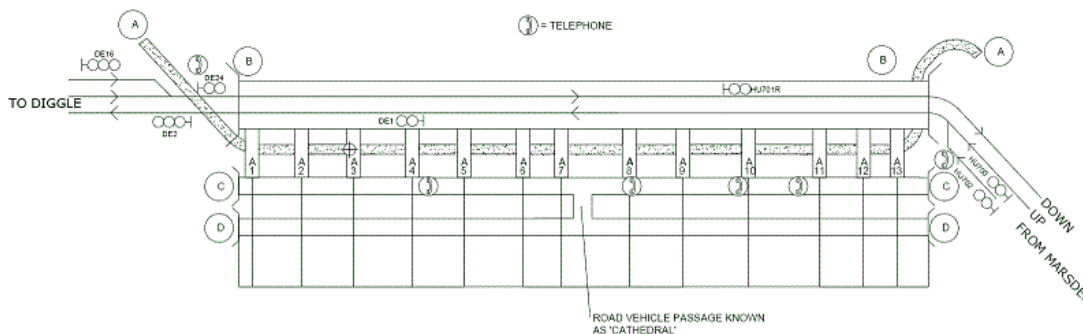 = TELEPHONE
A
A
DE16
B
B
DE24
HU701R
TO DIGGLE
DE2
DE1
A 1
A 2
A 3
A 4
A 5
A 6
A 7
A 8
A 9
A 10
A 11
A 12
A 13
HU700
HU702
C
C
D
D
DOWN
UP
FROM MARSDE
ROAD VEHICLE PASSAGE KNOWN
AS 'CATHEDRAL'